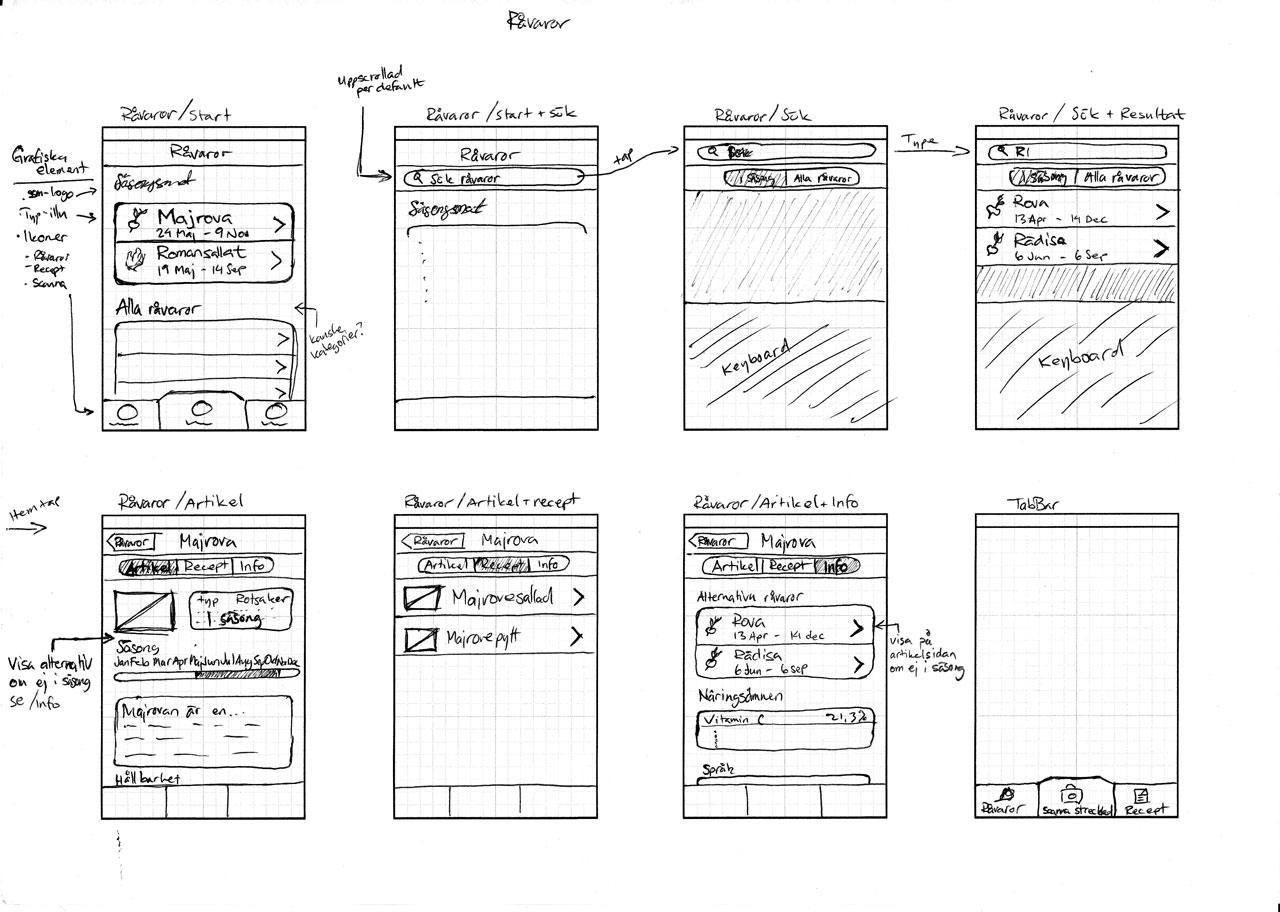 Råvaror
Uppscrollad
per default
Råvaror/Start
Råvaror
Säsongsmat
Majrova
24 Maj - 9 Nov
Romansallat
19 Maj - 14 Sep
Alla råvaror
kanske
kategorier?
Grafiska
element
ssm-logo
Typ-illu
Ikoner
- Råvaror
- Recept
- Scanna
Råvaror/start + sök
Råvaror
Sök råvaror
Säsongsmat
tap
Råvaror/Sök
I säsong Alla råvaror
Keyboard
Type
Råvaror/ Sök + Resultat
I säsong Alla råvaror
Rova
13 Apr - 14 Dec
Rädisa
6 Jun - 6 Sep
Keyboard
Item tap
Råvaror/Artikel
Råvaror Majrova
Artikel Recept Info
typ Rotsaker
I säsong
Säsong
Jan Feb Mar Apr Maj Jun Jul Aug Sep Okt Nov Dec
Majrovan är en...
Hållbarhet
Visa alternativ
om ej i säsong
se /info
Råvaror/Artikel+recept
Råvaror Majrova
Artikel Recept Info
Majrovesallad
Majrovepytt
Råvaror/Artikel+Info
Råvaror Majrova
Artikel Recept Info
Alternativa råvaror
Rova
13 Apr - 14 dec
Rädisa
6 Jun - 6 sep
Näringsämnen
Vitamin C 21,3%
Språk
visa på
artikelsidan
om ej i säsong
TabBar
Råvaror Scanna streckkod Recept